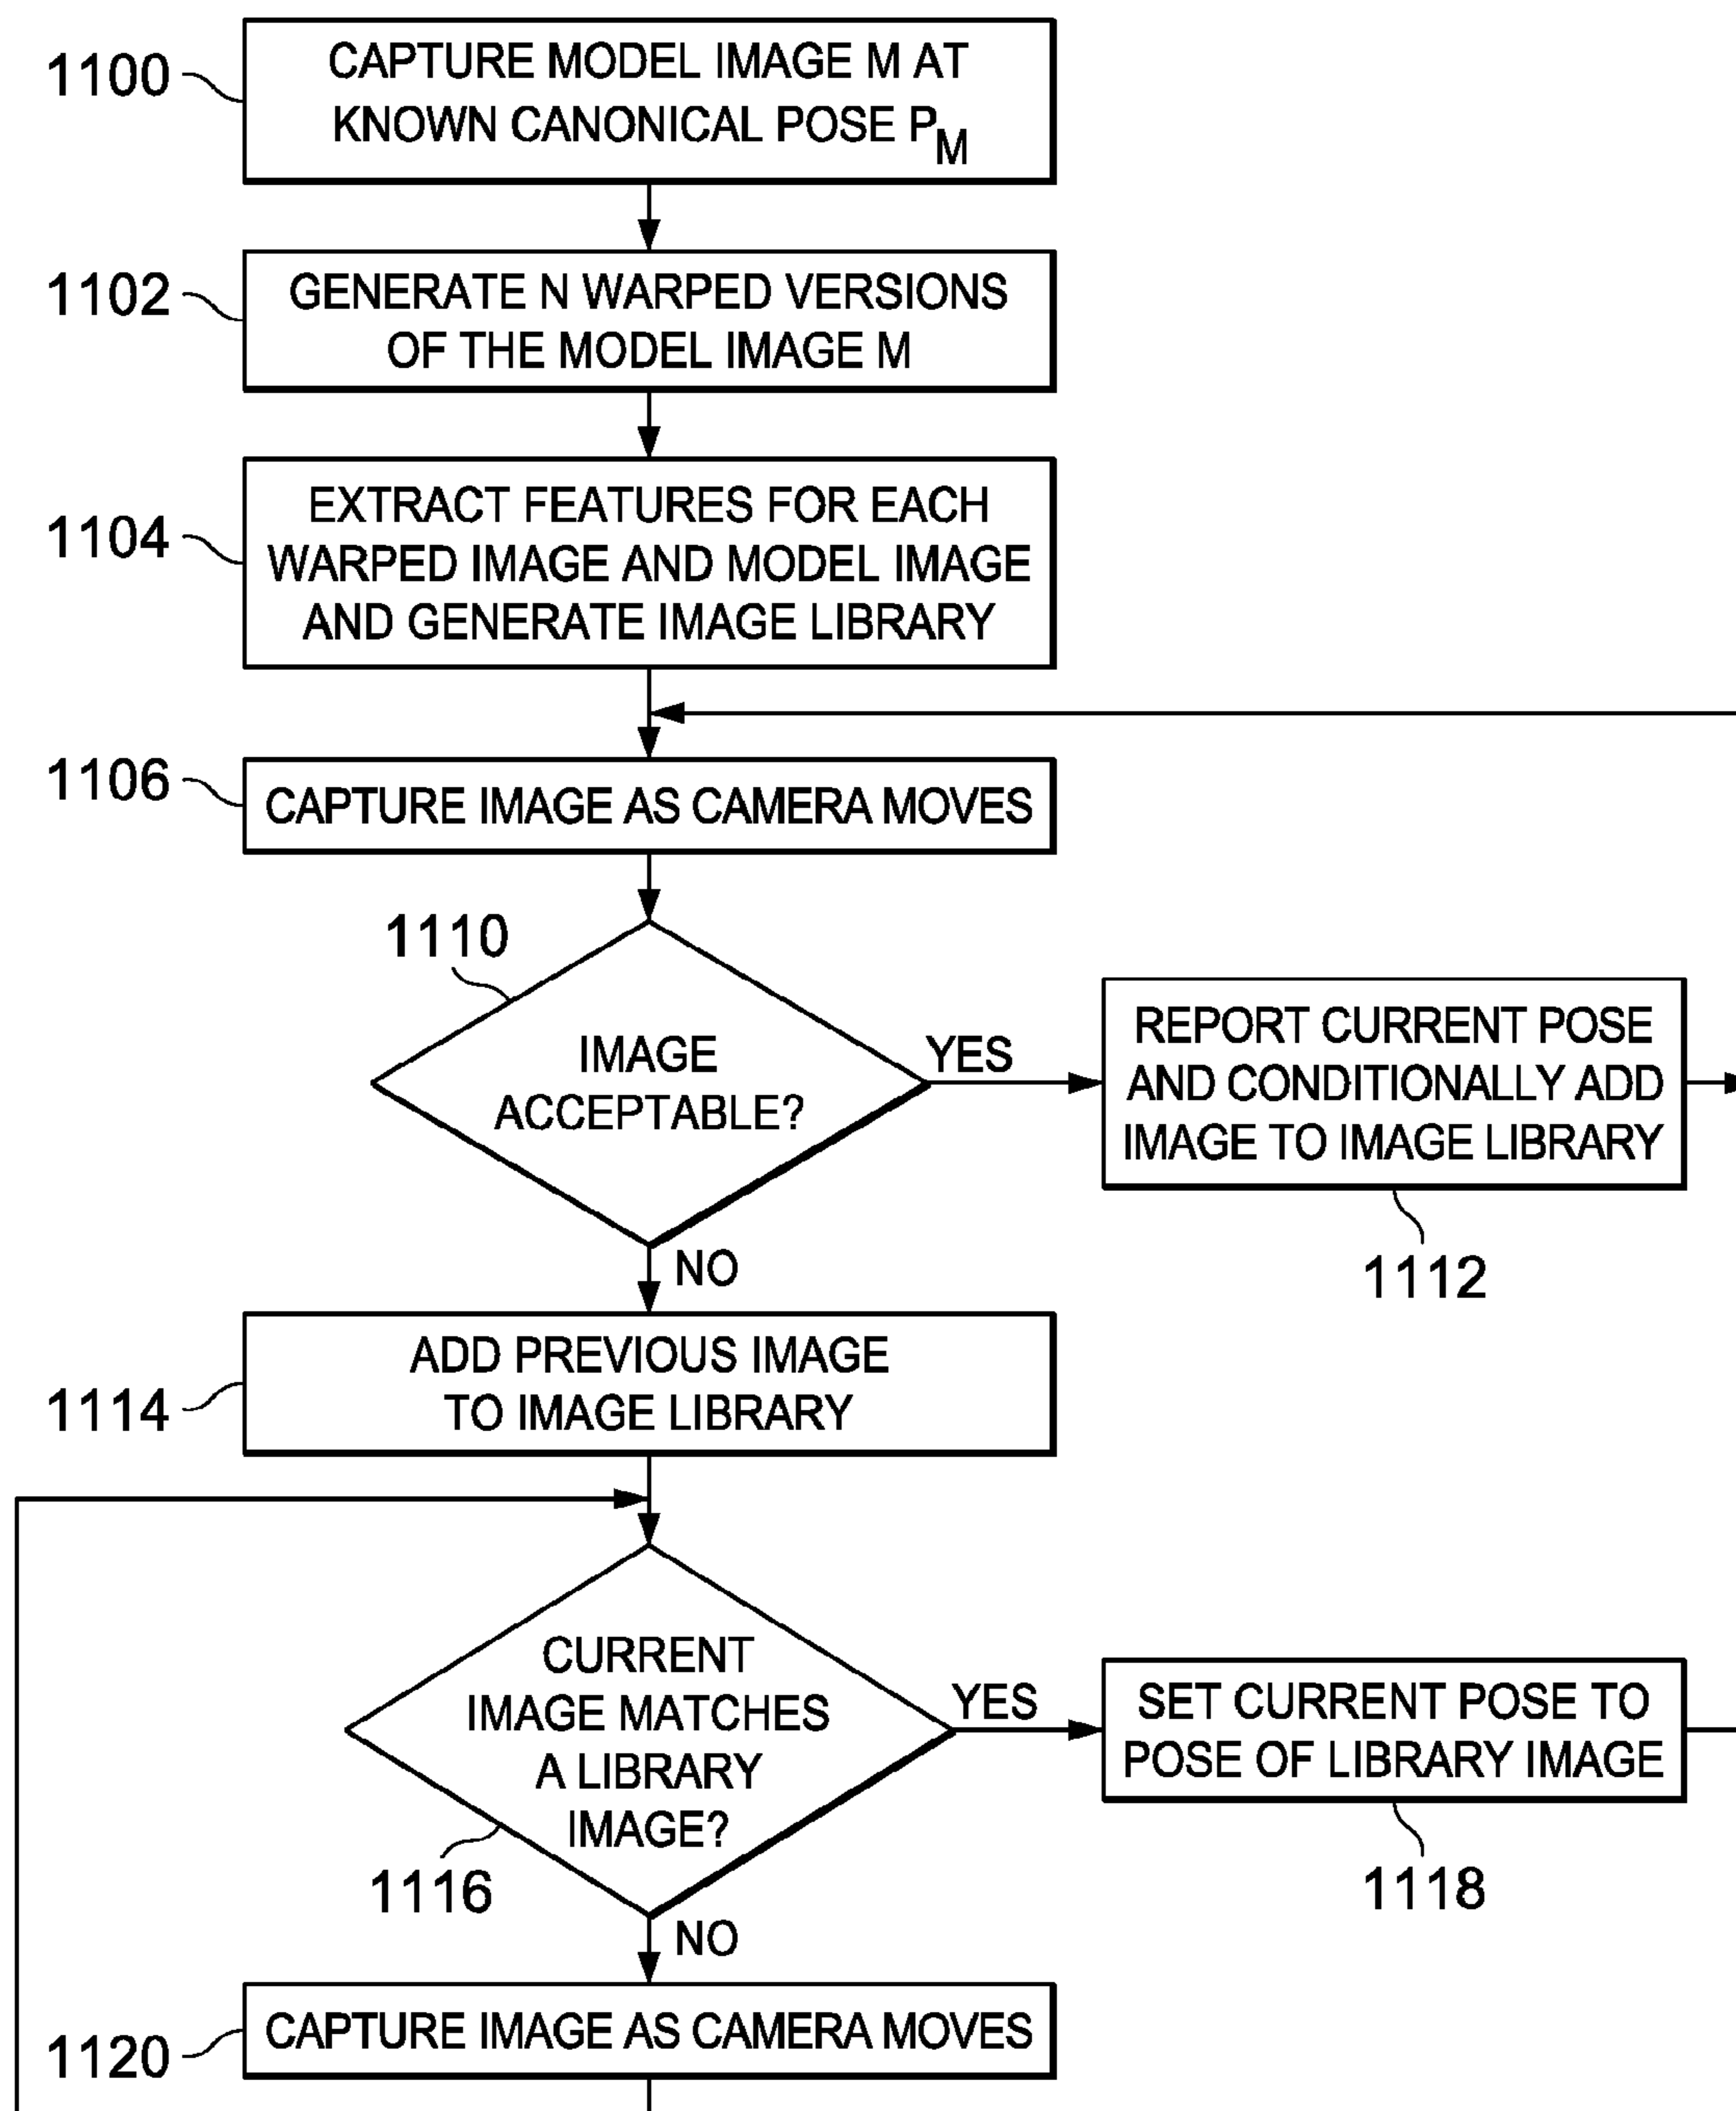 1100
CAPTURE MODEL IMAGE M AT
KNOWN CANONICAL POSE PM
1102
GENERATE N WARPED VERSIONS
OF THE MODEL IMAGE M
1104
EXTRACT FEATURES FOR EACH
WARPED IMAGE AND MODEL IMAGE
AND GENERATE IMAGE LIBRARY
1106
CAPTURE IMAGE AS CAMERA MOVES
1110
IMAGE
ACCEPTABLE?
YES
REPORT CURRENT POSE
AND CONDITIONALLY ADD
IMAGE TO IMAGE LIBRARY
1112
NO
1114
ADD PREVIOUS IMAGE
TO IMAGE LIBRARY
CURRENT
IMAGE MATCHES
A LIBRARY
IMAGE?
1116
YES
SET CURRENT POSE TO
POSE OF LIBRARY IMAGE
1118
NO
1120
CAPTURE IMAGE AS CAMERA MOVES